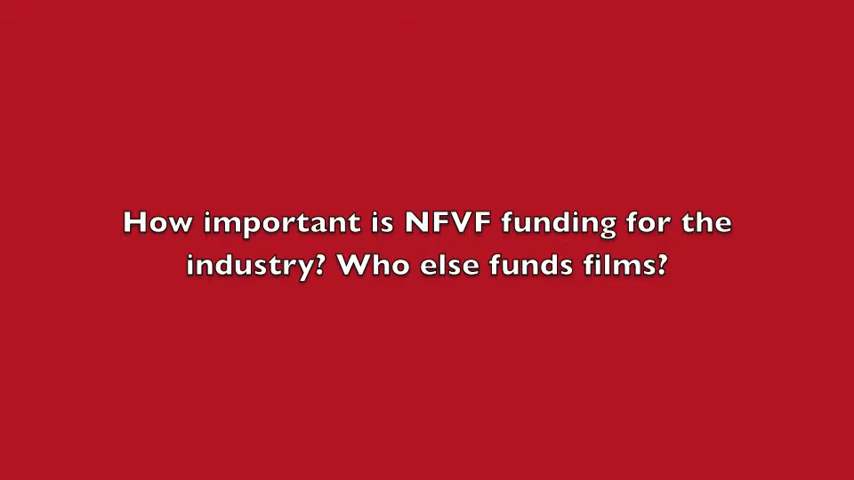 How important is NFVF funding for the
industry? Who else funds films?